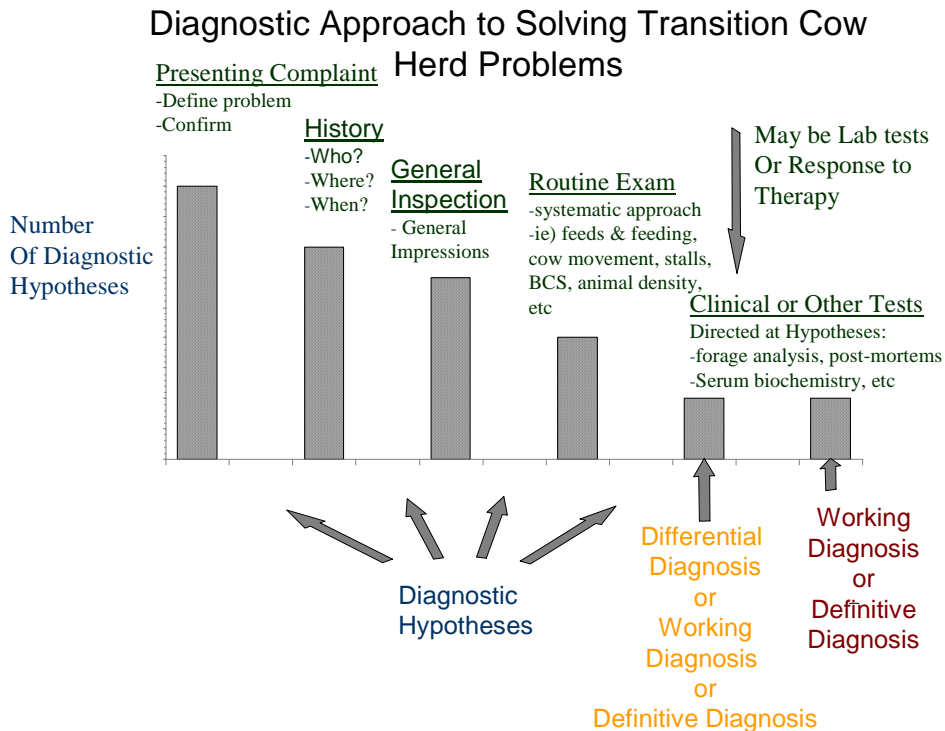 Diagnostic Approach to Solving Transition Cow
Herd Problems
Presenting Complaint
-Define problem
-Confirm
History
-Who?
-Where?
-When?
General
Inspection
- General
Impressions
Routine Exam
-systematic approach
-ie) feeds & feeding,
cow movement, stalls,
BCS, animal density,
etc
May be Lab tests
Or Response to
Therapy
Clinical or Other Tests
Directed at Hypotheses:
-forage analysis, post-mortems
-Serum biochemistry, etc
Number
Of Diagnostic
Hypotheses
Diagnostic
Hypotheses
Differential
Diagnosis
or
Working
Diagnosis
or
Definitive Diagnosis
Working
Diagnosis
or
Definitive
Diagnosis